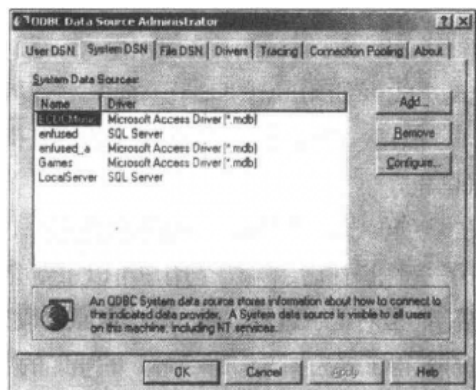 ODBC Data Source Administrator
User DSN System DSN File DSN Drivers Tracing Connection Pooling About
System Data Sources:
Name Driver
Microsoft Access Driver (*.mdb)
enfused SQL Server
enfused_a Microsoft Access Driver (*.mdb)
Games Microsoft Access Driver (*.mdb)
LocalServer SQL Server
Add...
Remove
Configure...
An ODBC System data source stores information about how to connect to
the indicated data provider. A System data source is visible to all users
on this machine, including NT services.
OK Cancel Apply Help